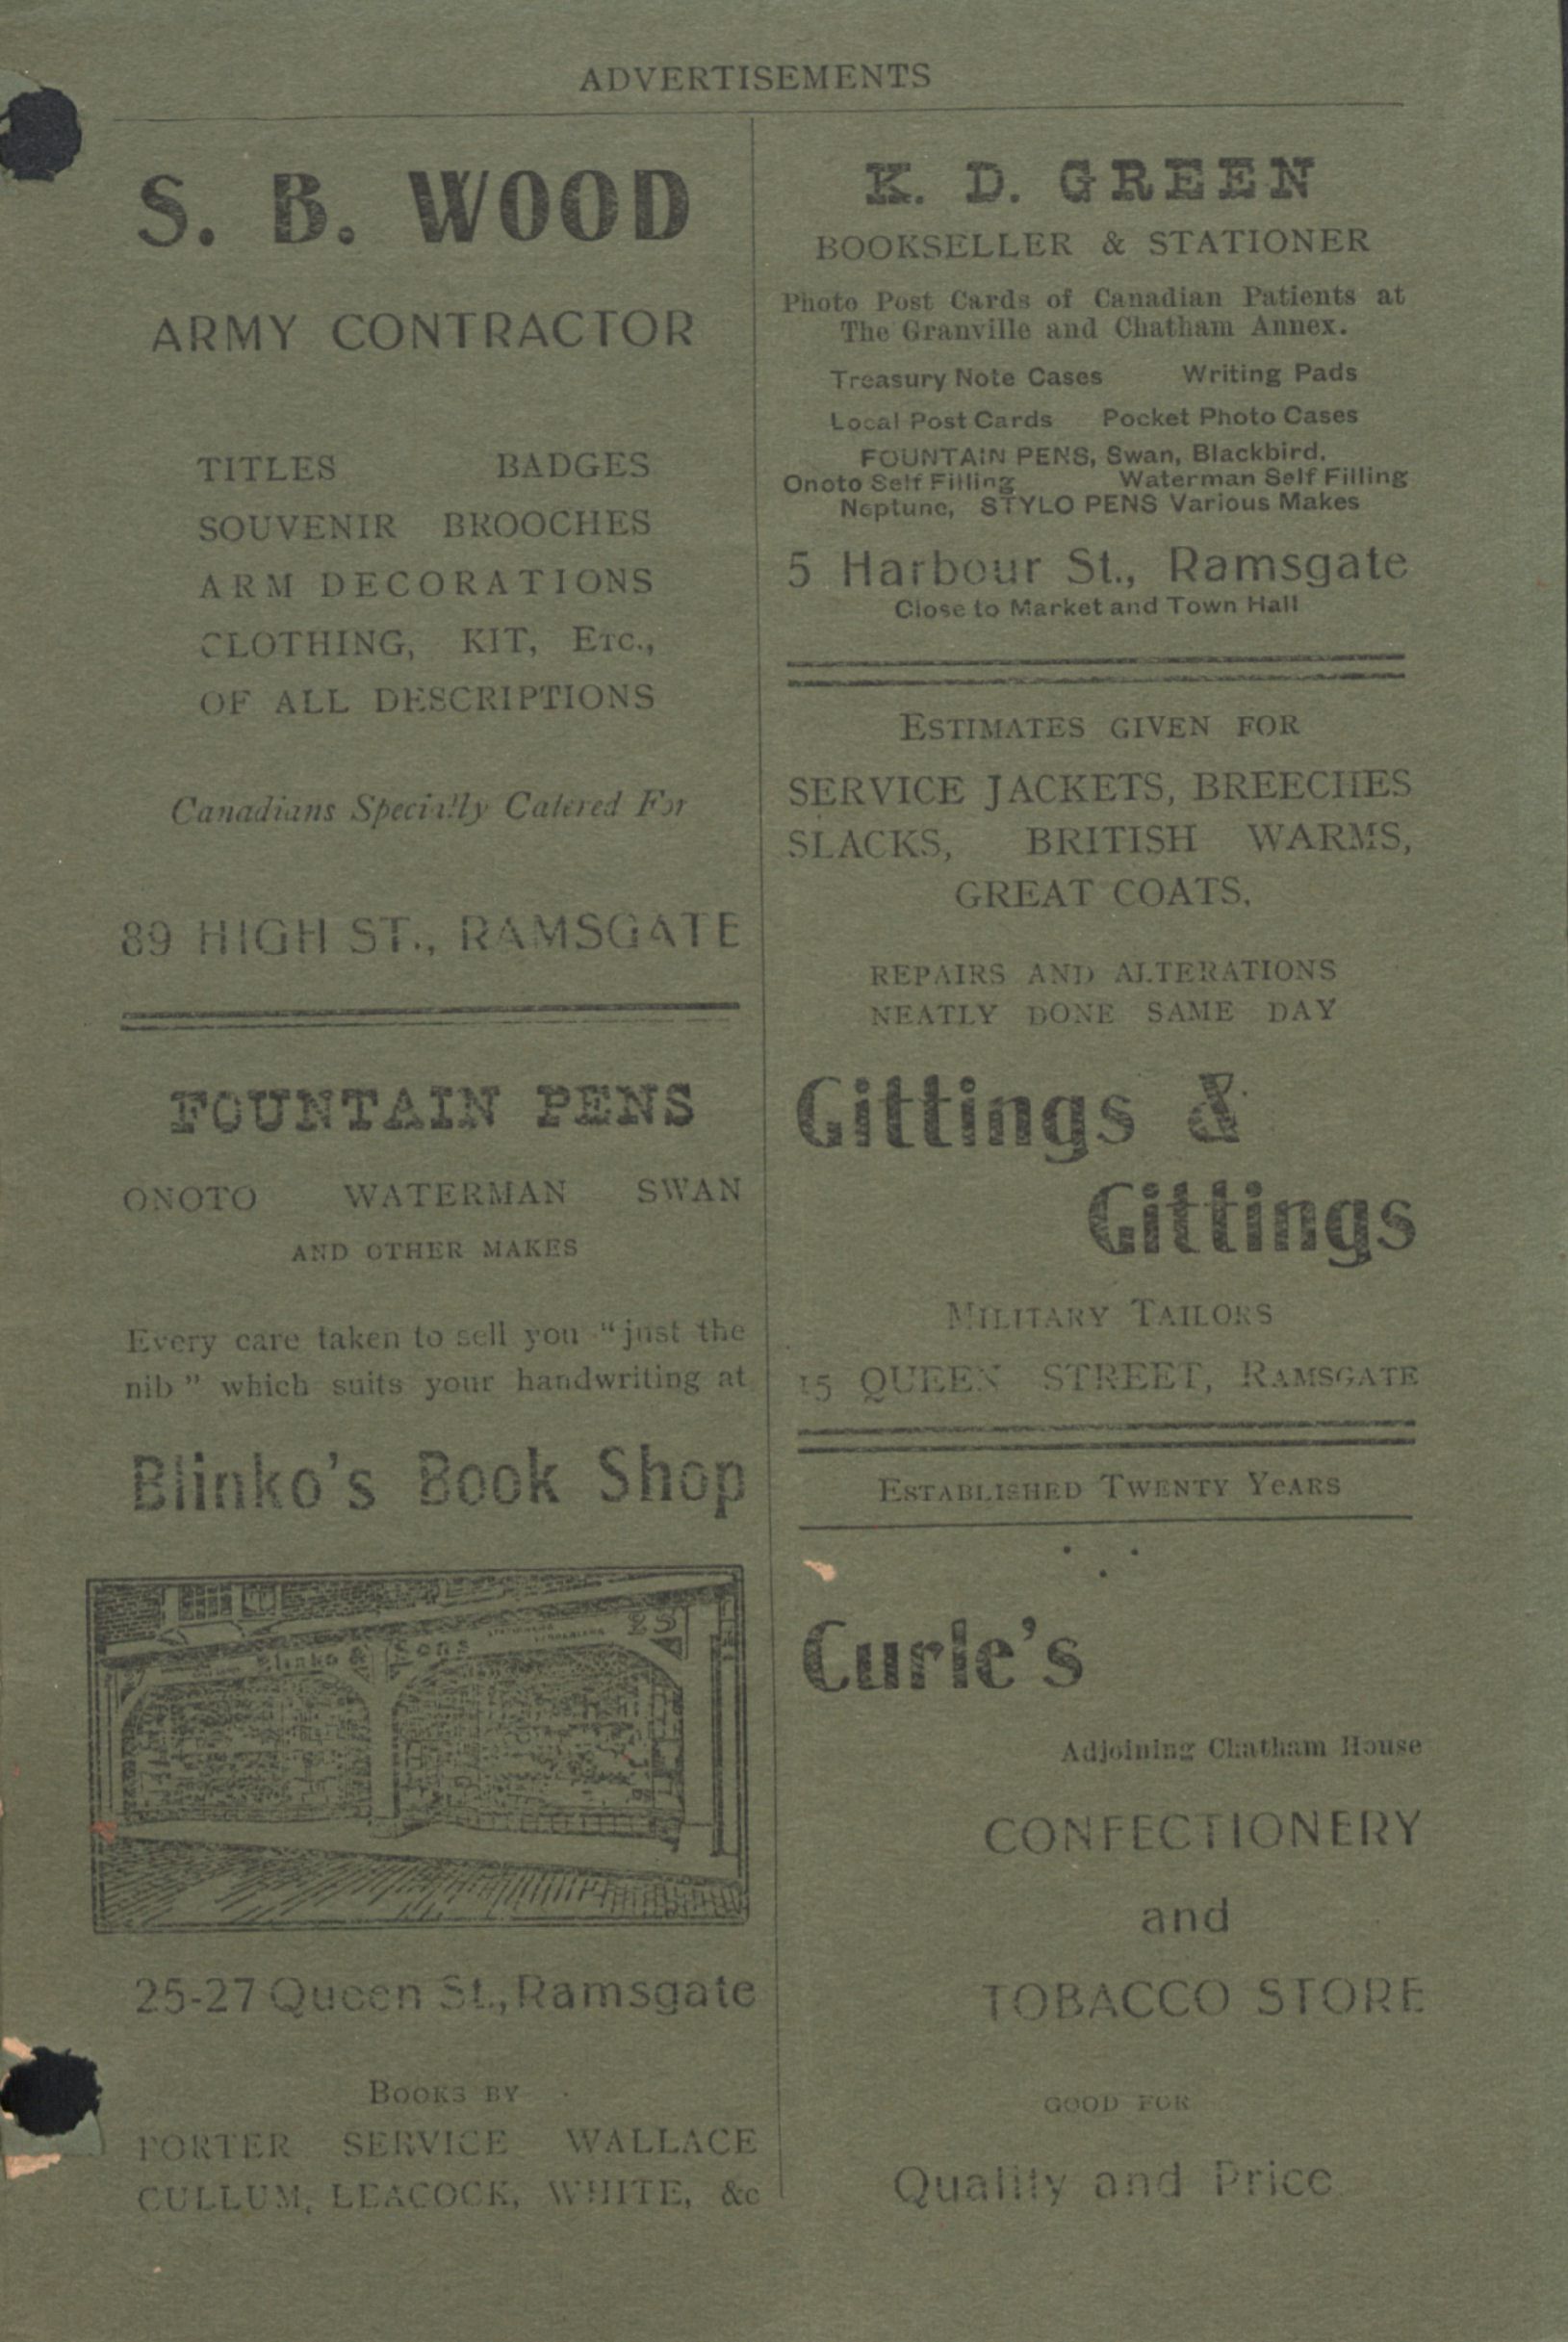 ADVERTISEMENTS
S. B. WOOD
ARMY CONTRACTOR
TITLES BADGES
SOUVENIR BROOCHES
ARM DECORATIONS
CLOTHING, KIT, ETC.,
OF ALL DESCRIPTIONS
Canadians Specially Catered For
89 HIGH ST., RAMSGATE
FOUNTAIN PENS
ONOTO WATERMAN SWAN
AND OTHER MAKES
Every care taken to sell you "just the
nib" which suits your handwriting at
Blinko's Book Shop
Blinko & Sons
25-27 Queen St., Ramsgate
BOOKS BY
PORTER SERVICE WALLACE
CULLUM, LEACOCK, WHITE, &c
K. D. GREEN
BOOKSELLER & STATIONER
Photo Post Cards of Canadian Patients at
The Granville and Chatham Annex.
Treasury Note Cases Writing Pads
Local Post Cards Pocket Photo Cases
FOUNTAIN PENS, Swan, Blackbird.
Onoto Self Filling Waterman Self Filling
Neptune, STYLO PENS Various Makes
5 Harbour St., Ramsgate
Close to Market and Town Hall
ESTIMATES GIVEN FOR
SERVICE JACKETS, BREECHES
SLACKS, BRITISH WARMS,
GREAT COATS,
REPAIRS AND ALTERATIONS
NEATLY DONE SAME DAY
Gittings &
Gittings
MILITARY TAILORS
15 QUEEN STREET, RAMSGATE
ESTABLISHED TWENTY YeARS
Curle's
Adjoining Chatham House
CONFECTIONERY
and
TOBACCO STORE
GOOD FOR
Quality and Price